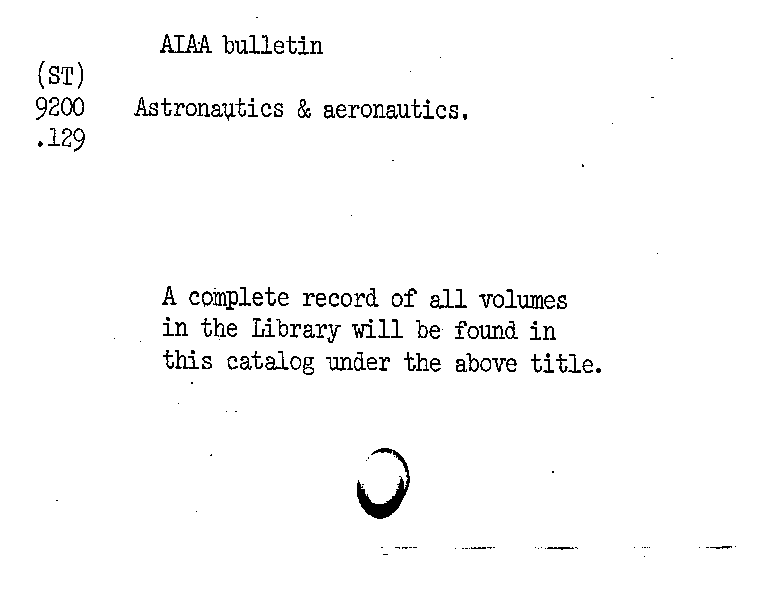 AIAA bulletin
(ST)
9200 Astronautics & aeronautics.
.129
A complete record of all volumes
in the Library will be found in
this catalog under the above title.